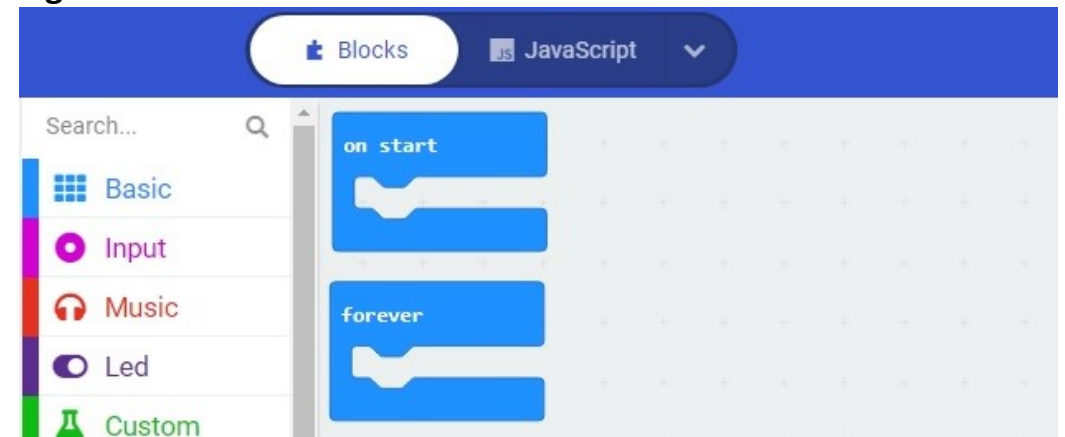 Blocks
JS JavaScript
Search...
Basic
Input
Music
Led
Custom
on start
forever